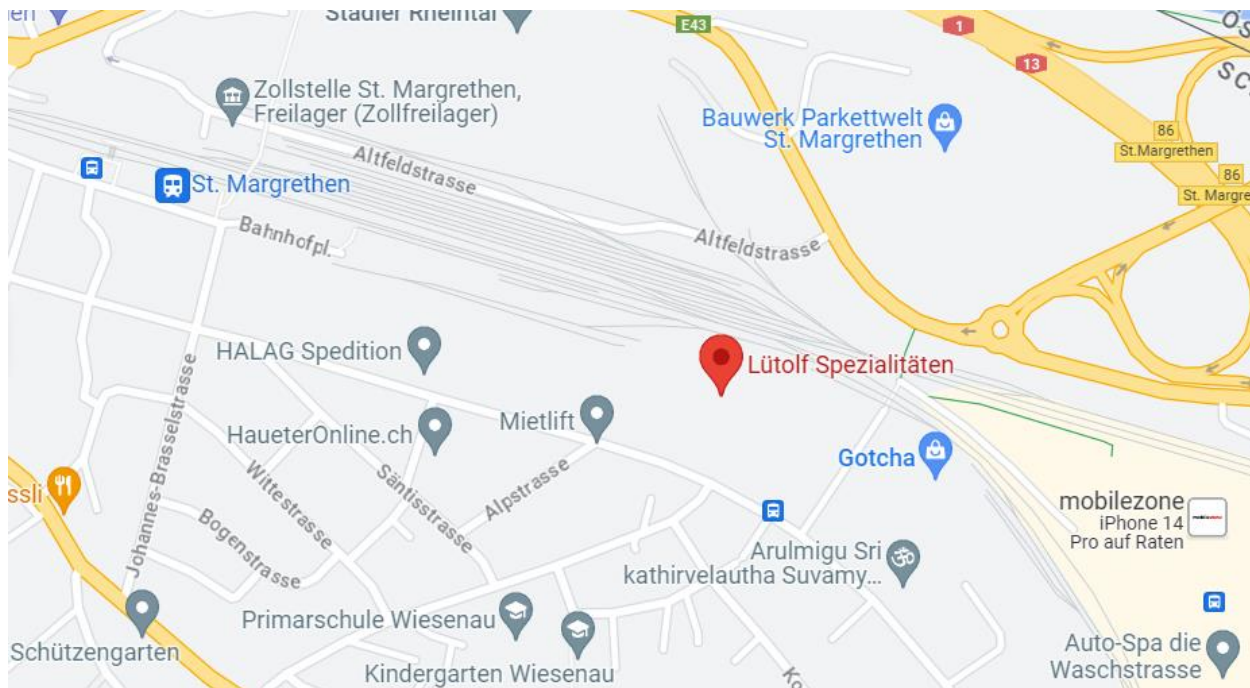 Stadler Rheintal
E43
1
13
Zollstelle St. Margrethen,
Freilager (Zollfreilager)
Bauwerk Parkettwelt
St. Margrethen
86
St.Margrethen
86
St. Margre
Altfeldstrasse
St. Margrethen
Bahnhofpl.
Altfeldstrasse
HALAG Spedition
Lütolf Spezialitäten
Johannes-Brasselstrasse
Mietlift
HaueterOnline.ch
Gotcha
Wittestrasse
Säntisstrasse
Alpstrasse
ssli
Bogenstrasse
mobilezone
iPhone 14
Pro auf Raten
Arulmigu Sri
kathirvelautha Suvamy...
Primarschule Wiesenau
Schützengarten
Kindergarten Wiesenau
Auto-Spa die
Waschstrasse